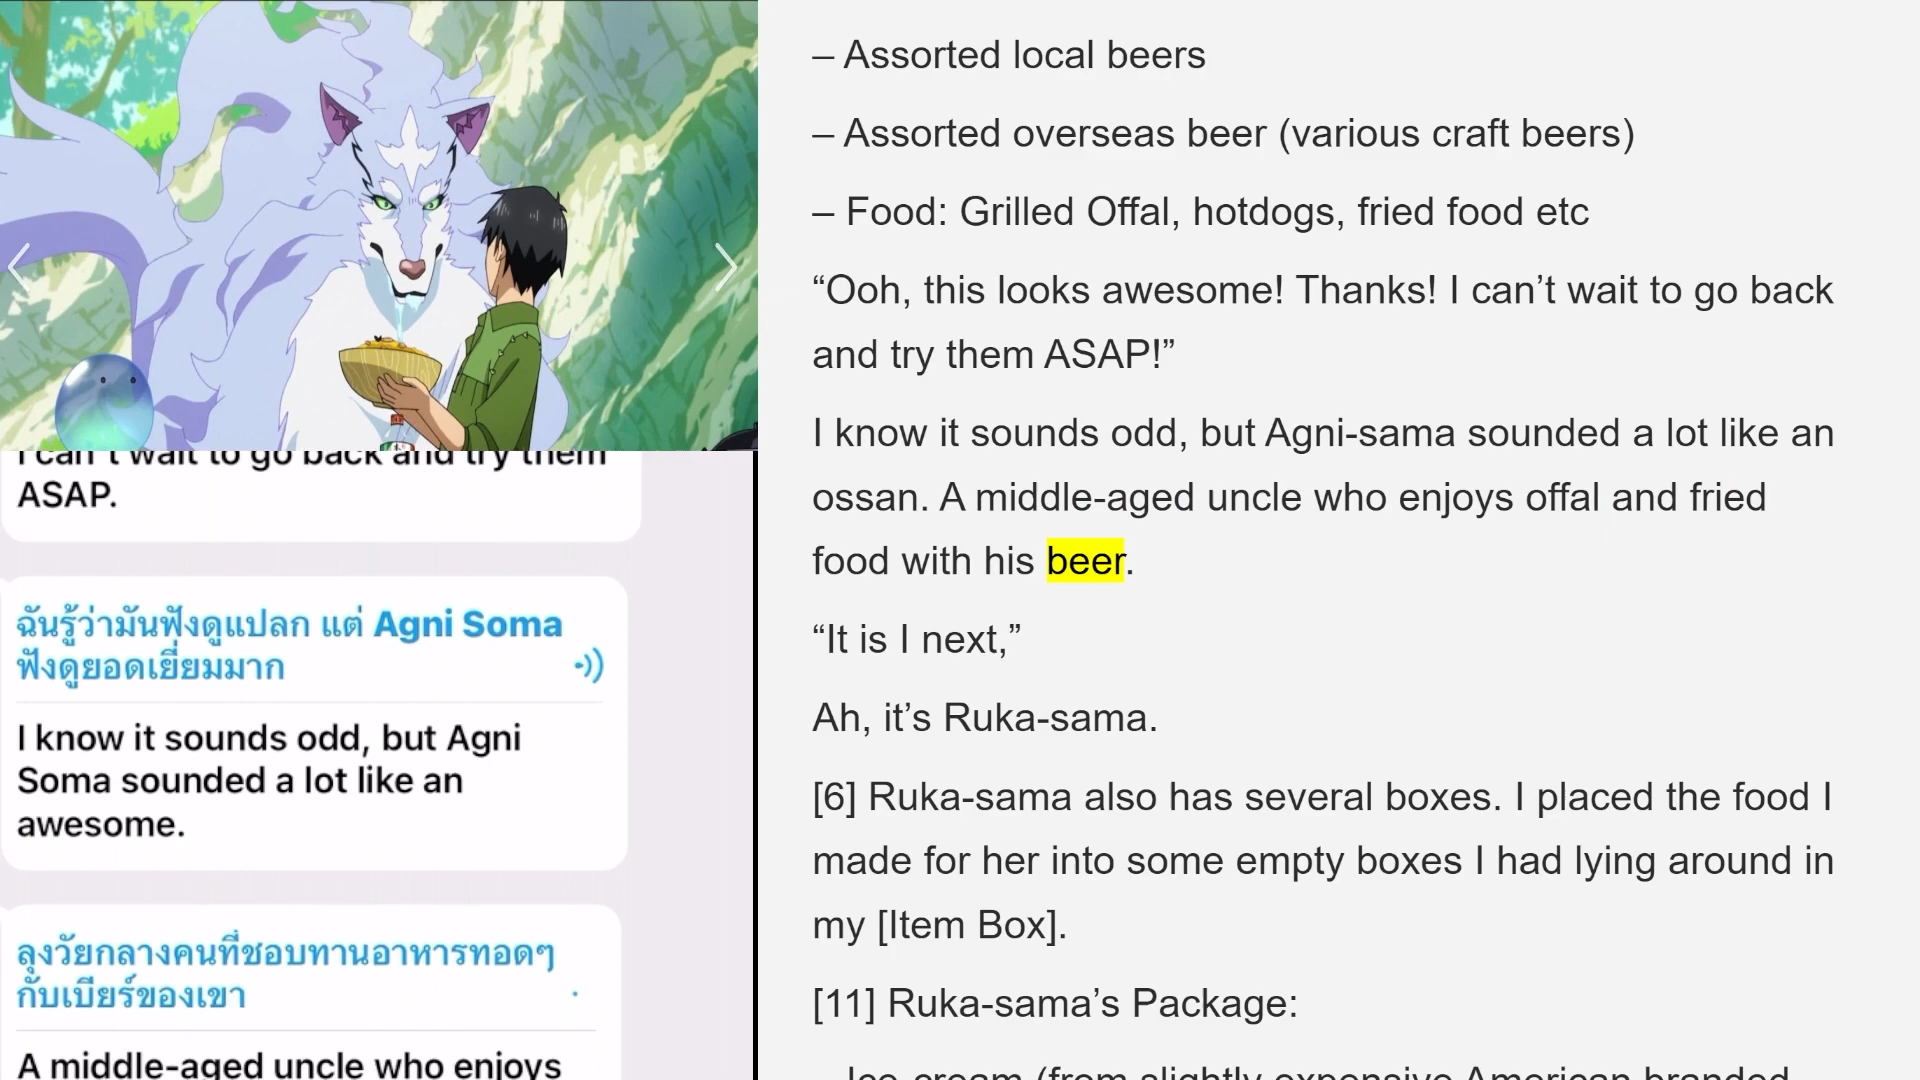 I can't wait to go back and try them
ASAP.
ฉันรู้ว่ามันฟังดูแปลก แต่ Agni Soma
ฟังดูยอดเยี่ยมมาก
I know it sounds odd, but Agni
Soma sounded a lot like an
awesome.
ลุงวัยกลางคนที่ชอบทานอาหารทอดๆ
กับเบียร์ของเขา
A middle-aged uncle who enjoys
– Assorted local beers
– Assorted overseas beer (various craft beers)
– Food: Grilled Offal, hotdogs, fried food etc
“Ooh, this looks awesome! Thanks! I can’t wait to go back
and try them ASAP!”
I know it sounds odd, but Agni-sama sounded a lot like an
ossan. A middle-aged uncle who enjoys offal and fried
food with his beer.
“It is I next,”
Ah, it’s Ruka-sama.
[6] Ruka-sama also has several boxes. I placed the food I
made for her into some empty boxes I had lying around in
my [Item Box].
[11] Ruka-sama’s Package:
– Ice-cream (from slightly expensive American branded